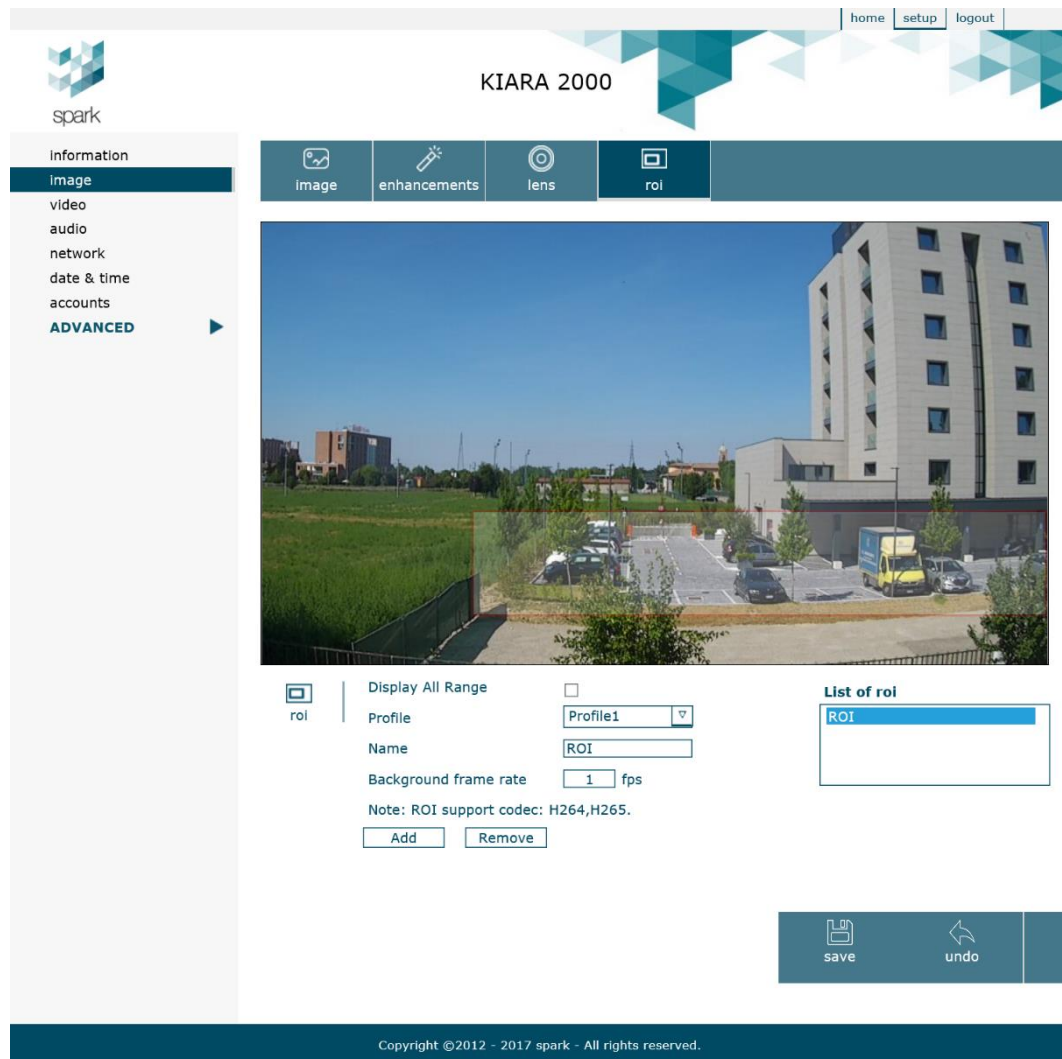 home setup logout
spark
KIARA 2000
information
image
video
audio
network
date & time
accounts
ADVANCED
image enhancements lens roi
roi
Display All Range
Profile Profile1
Name ROI
Background frame rate 1 fps
Note: ROI support codec: H264,H265.
Add Remove
List of roi
ROI
save undo
Copyright ©2012 - 2017 spark - All rights reserved.